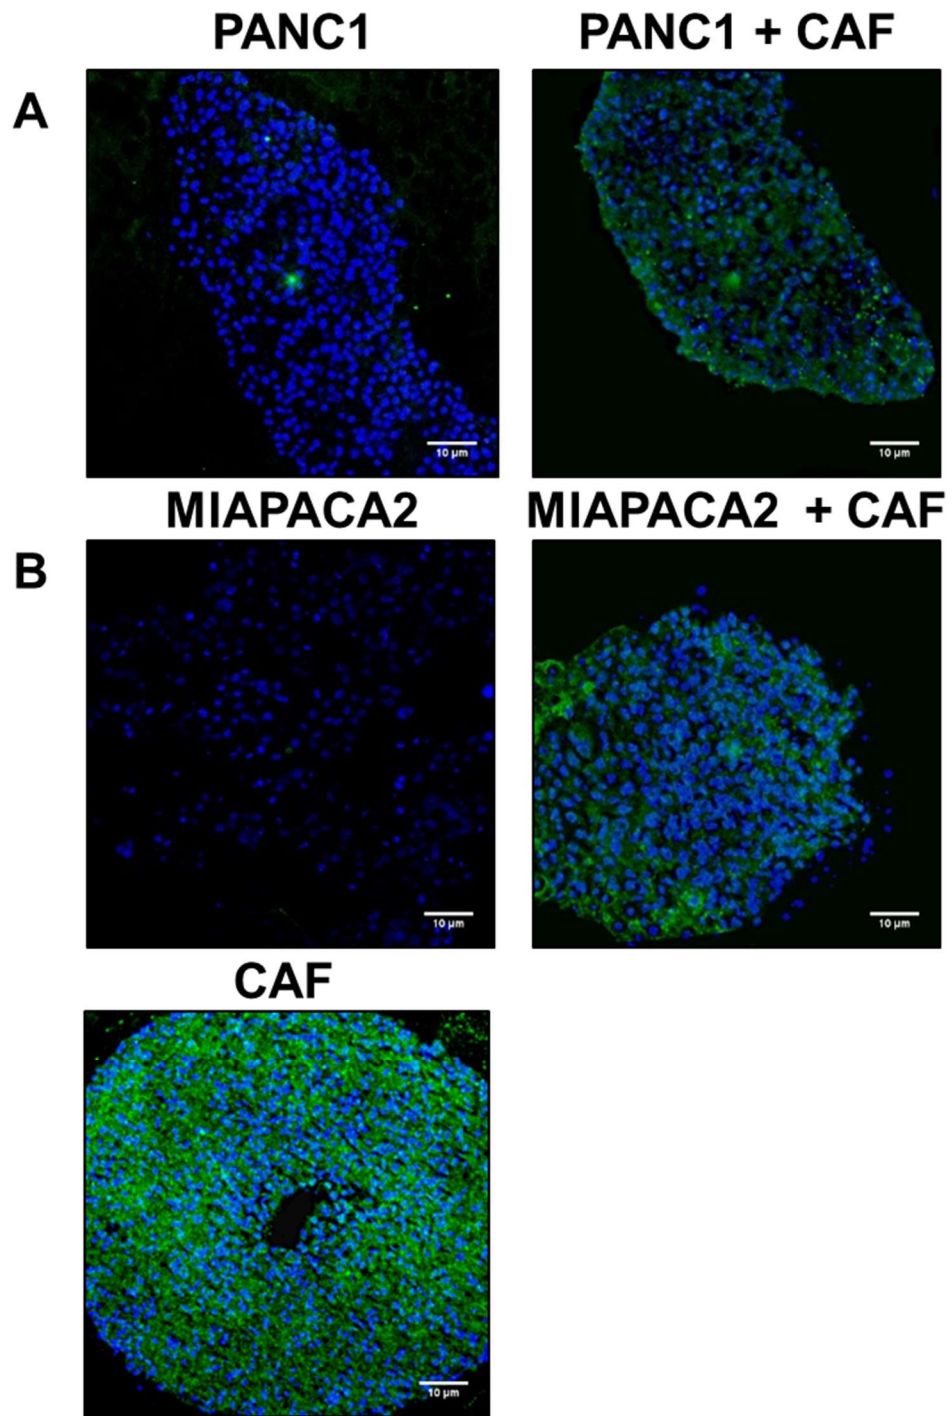 PANC1
PANC1 + CAF
A
10 µm
10 µm
MIAPACA2
MIAPACA2 + CAF
B
10 µm
10 µm
CAF
10 µm